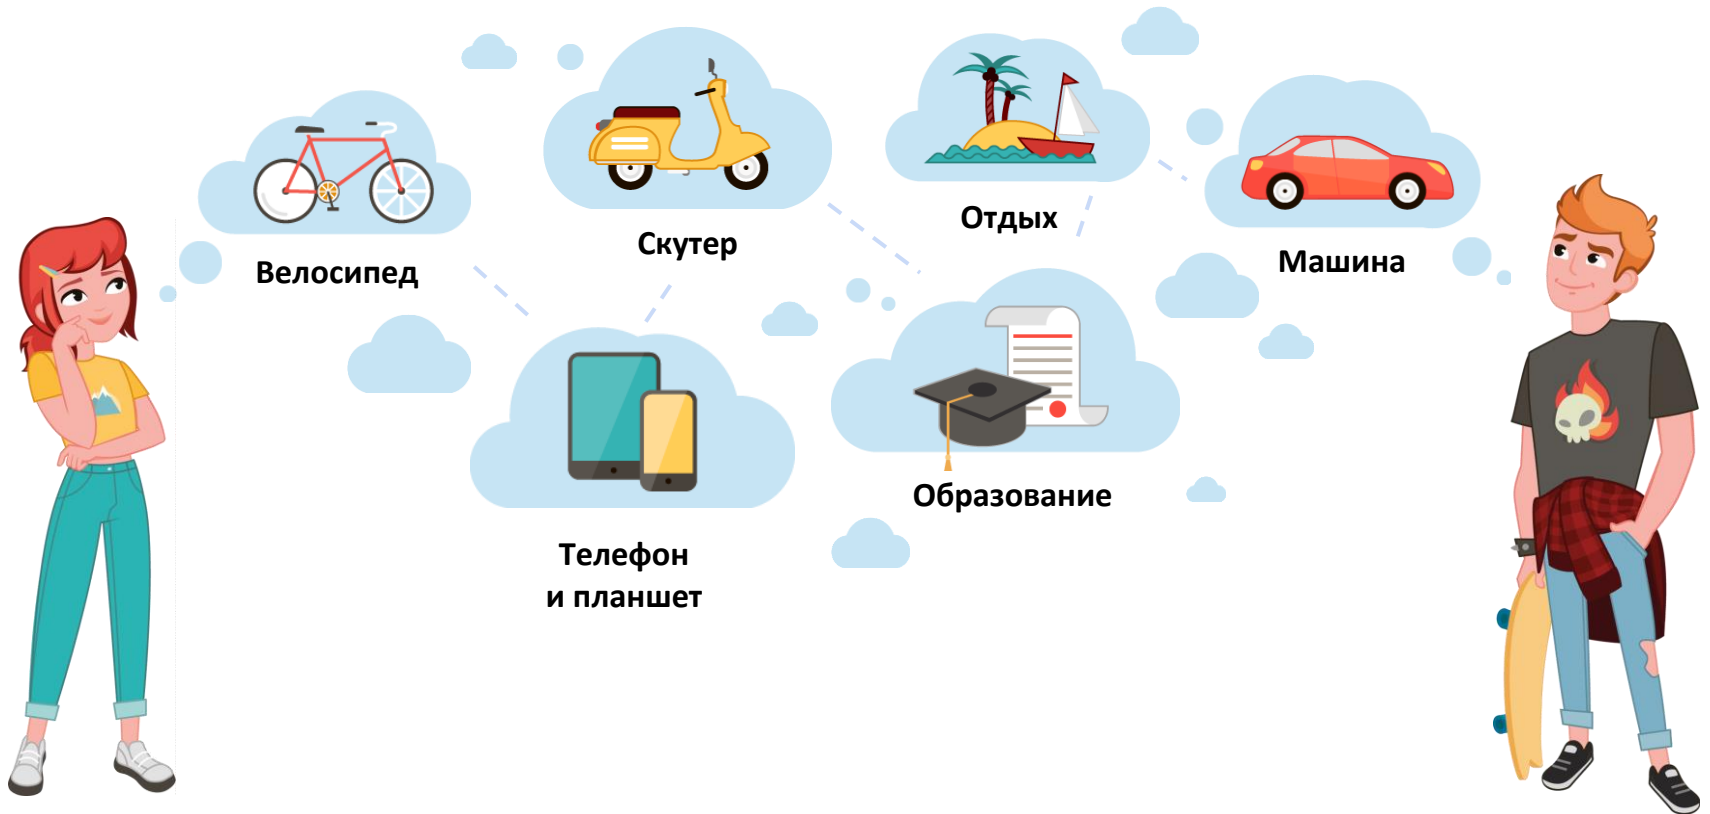 Отдых
Скутер
Машина
Велосипед
Образование
Телефон
и планшет